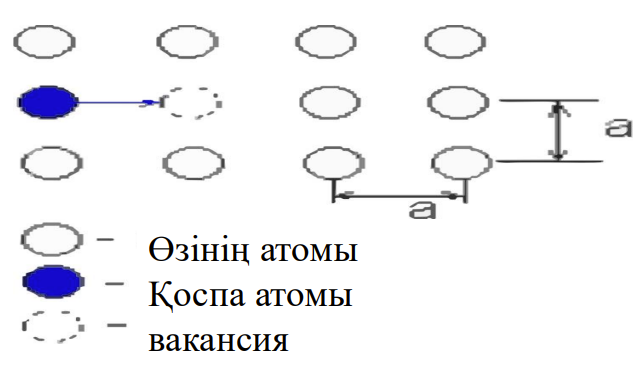 a
a
– Өзінің атомы
– Қоспа атомы
– вакансия